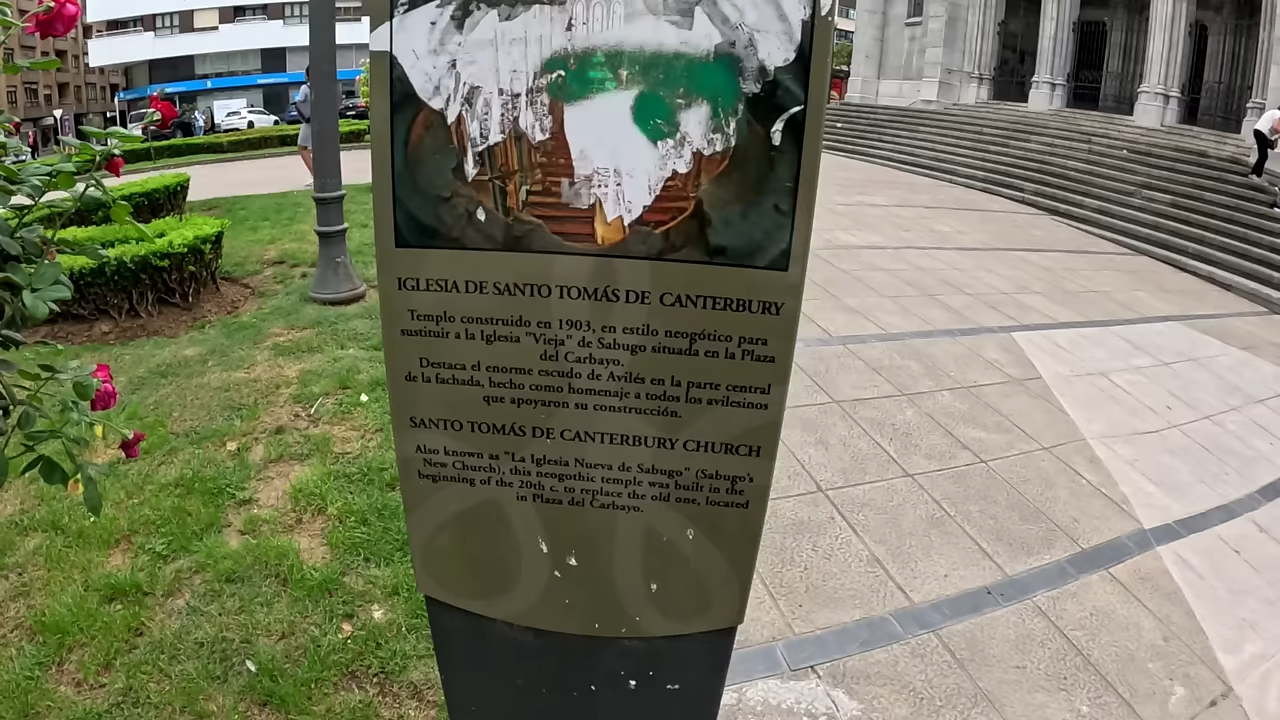 IGLESIA DE SANTO TOMÁS DE CANTERBURY
Templo construido en 1903, en estilo neogótico para
sustituir a la Iglesia "Vieja" de Sabugo situada en la Plaza
del Carbayo.
Destaca el enorme escudo de Avilés en la parte central
de la fachada, hecho como homenaje a todos los avilesinos
que apoyaron su construcción.
SANTO TOMÁS DE CANTERBURY CHURCH
Also known as "La Iglesia Nueva de Sabugo" (Sabugo's
New Church), this neogothic temple was built in the
beginning of the 20th c. to replace the old one, located
in Plaza del Carbayo.